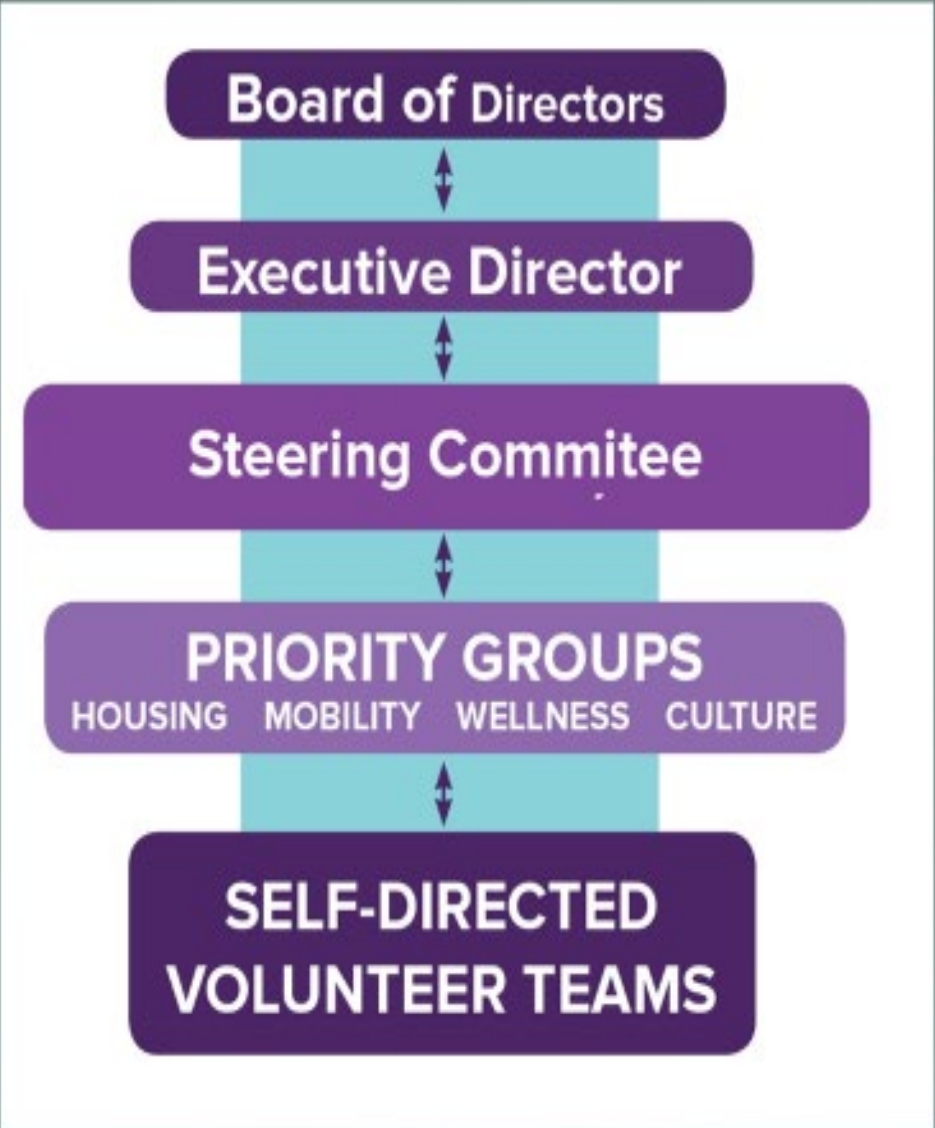 Board of Directors
Executive Director
Steering Commitee
PRIORITY GROUPS
HOUSING MOBILITY WELLNESS CULTURE
SELF-DIRECTED
VOLUNTEER TEAMS